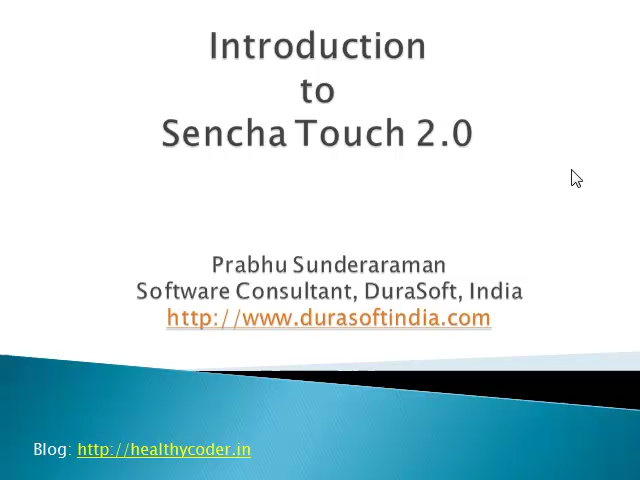 Introduction
to
Sencha Touch 2.0
Prabhu Sunderaraman
Software Consultant, DuraSoft, India
http://www.durasoftindia.com
Blog: http://healthycoder.in